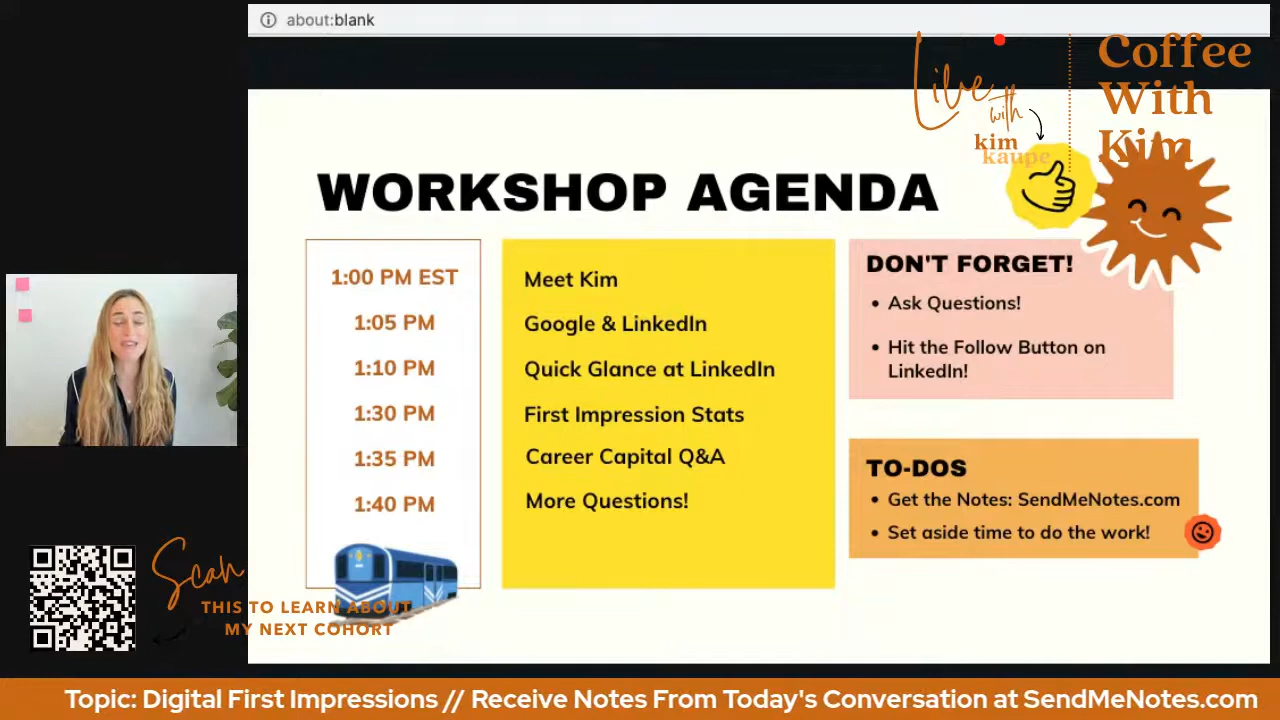 about:blank
Live
with
kim
kaupe
Coffee
With
Kim
WORKSHOP AGENDA
1:00 PM EST
Meet Kim
1:05 PM
Google & LinkedIn
1:10 PM
Quick Glance at LinkedIn
1:30 PM
First Impression Stats
1:35 PM
Career Capital Q&A
1:40 PM
More Questions!
DON'T FORGET!
• Ask Questions!
• Hit the Follow Button on
LinkedIn!
TO-DOS
• Get the Notes: SendMeNotes.com
• Set aside time to do the work!
Scan
THIS TO LEARN ABOUT
MY NEXT COHORT
Topic: Digital First Impressions // Receive Notes From Today's Conversation at SendMeNotes.com